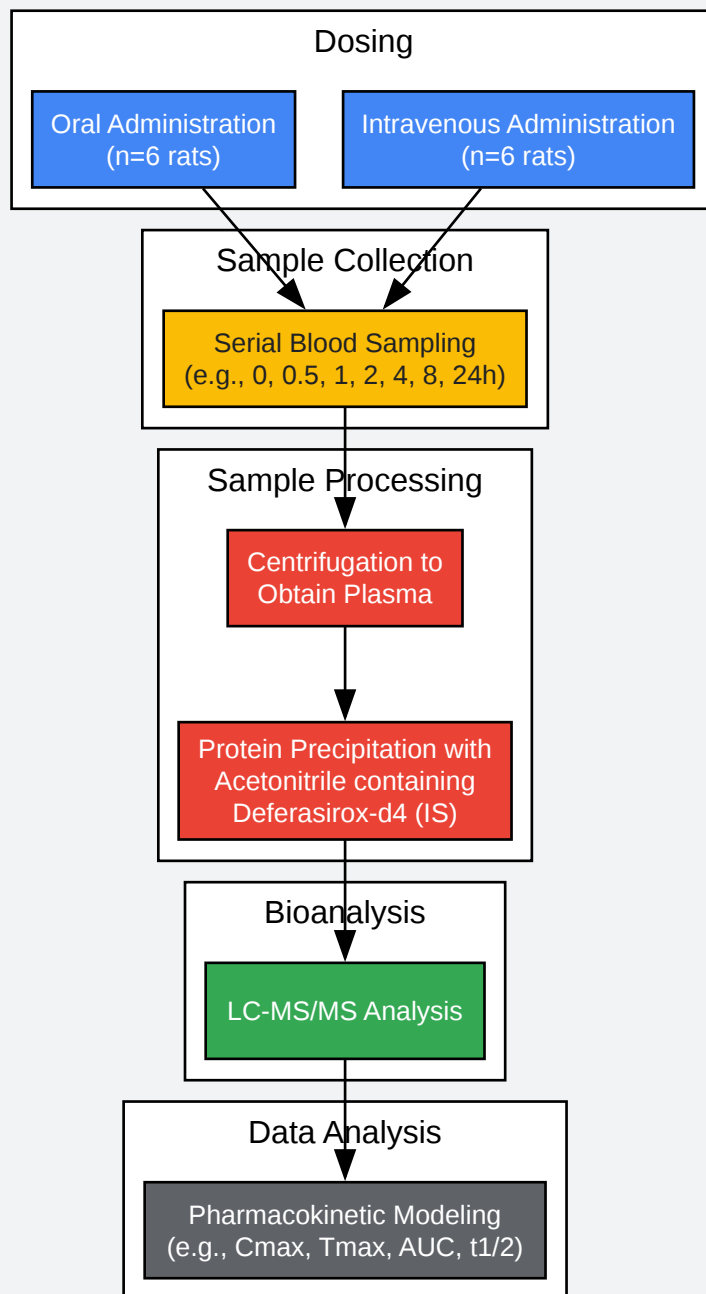 Dosing
Oral Administration
(n=6 rats)
Intravenous Administration
(n=6 rats)
Sample Collection
Serial Blood Sampling
(e.g., 0, 0.5, 1, 2, 4, 8, 24h)
Sample Processing
Centrifugation to
Obtain Plasma
Protein Precipitation with
Acetonitrile containing
Deferasirox-d4 (IS)
Bioanalysis
LC-MS/MS Analysis
Data Analysis
Pharmacokinetic Modeling
(e.g., Cmax, Tmax, AUC, t1/2)